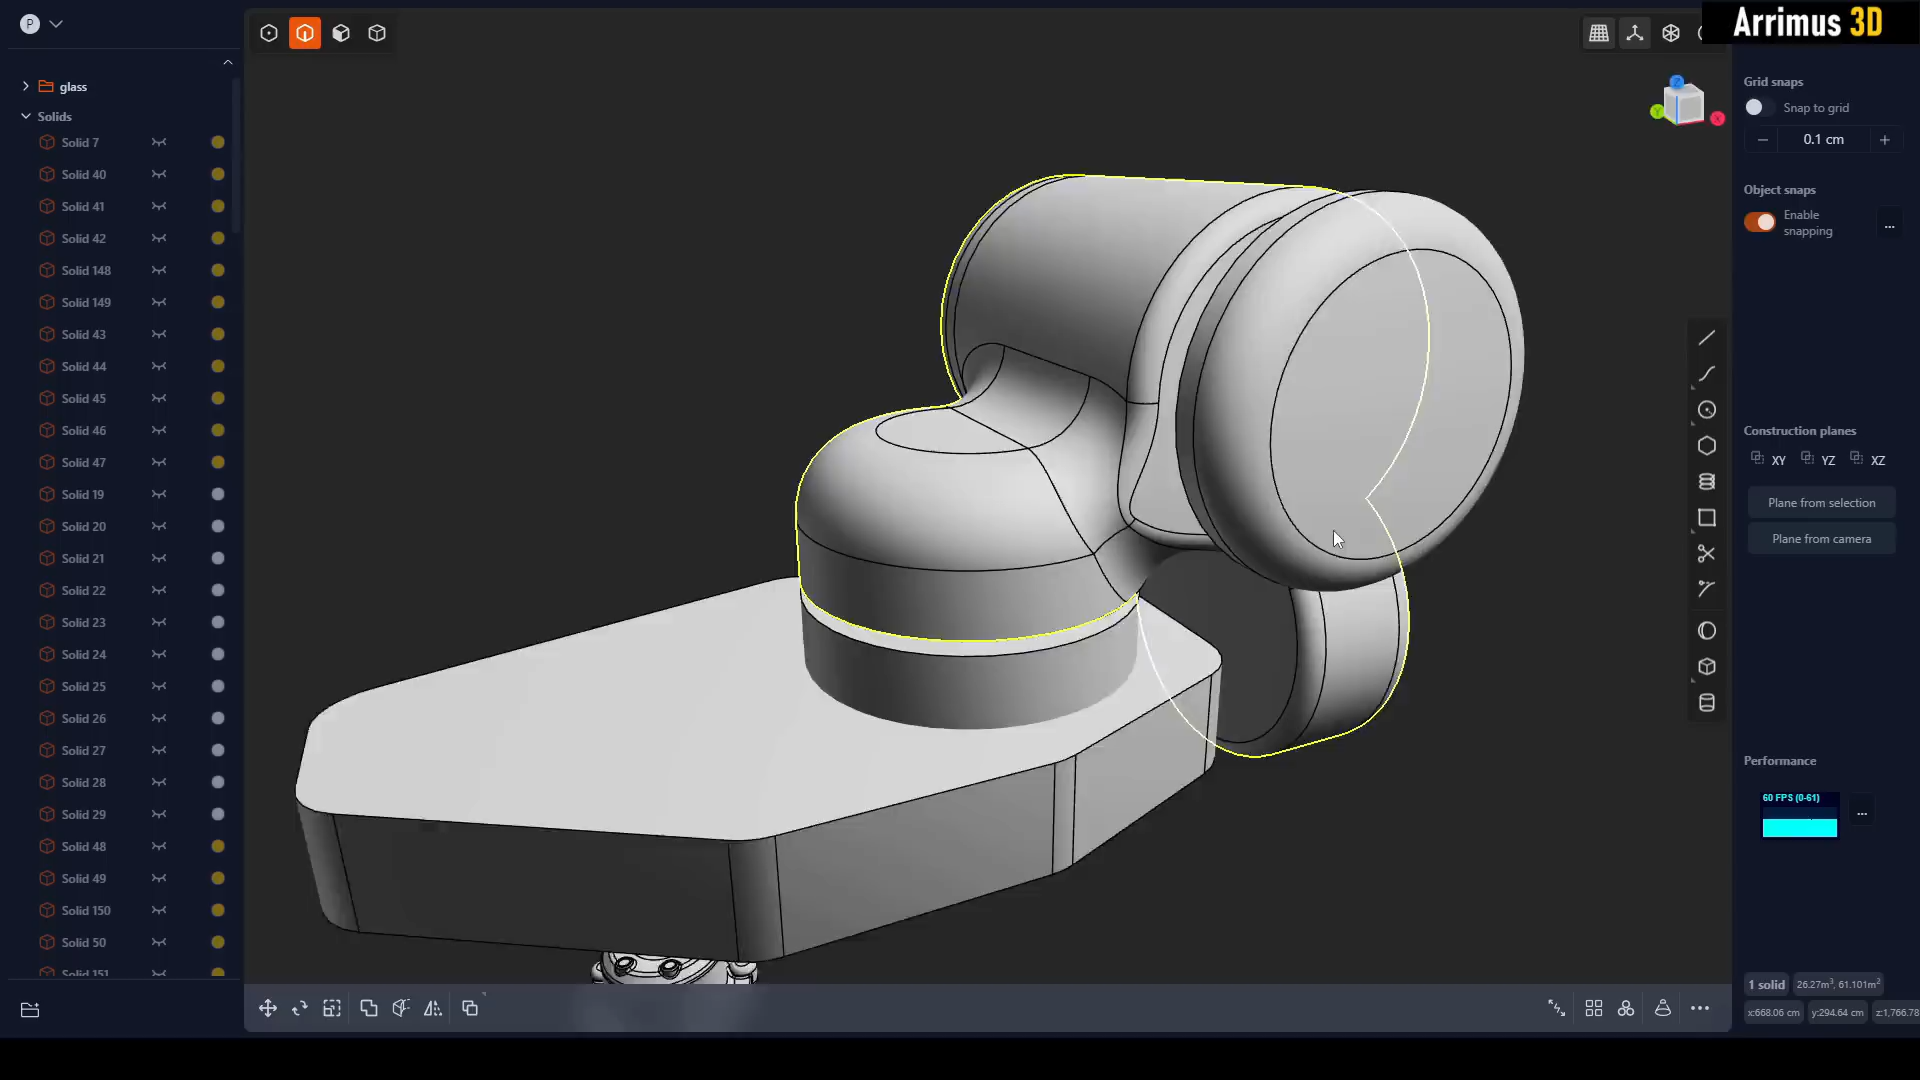 P
Arrimus 3D
glass
Solids
Solid 7
Solid 40
Solid 41
Solid 42
Solid 148
Solid 149
Solid 43
Solid 44
Solid 45
Solid 46
Solid 47
Solid 19
Solid 20
Solid 21
Solid 22
Solid 23
Solid 24
Solid 25
Solid 26
Solid 27
Solid 28
Solid 29
Solid 48
Solid 49
Solid 150
Solid 50
Solid 151
Z
Y
X
Grid snaps
Snap to grid
0.1 cm
Object snaps
Enable
snapping
...
Construction planes
XY YZ XZ
Plane from selection
Plane from camera
Performance
60 FPS (0-61)
...
1 solid 26.27m³, 61.101m²
x:668.06 cm y:294.64 cm z:1,766.78